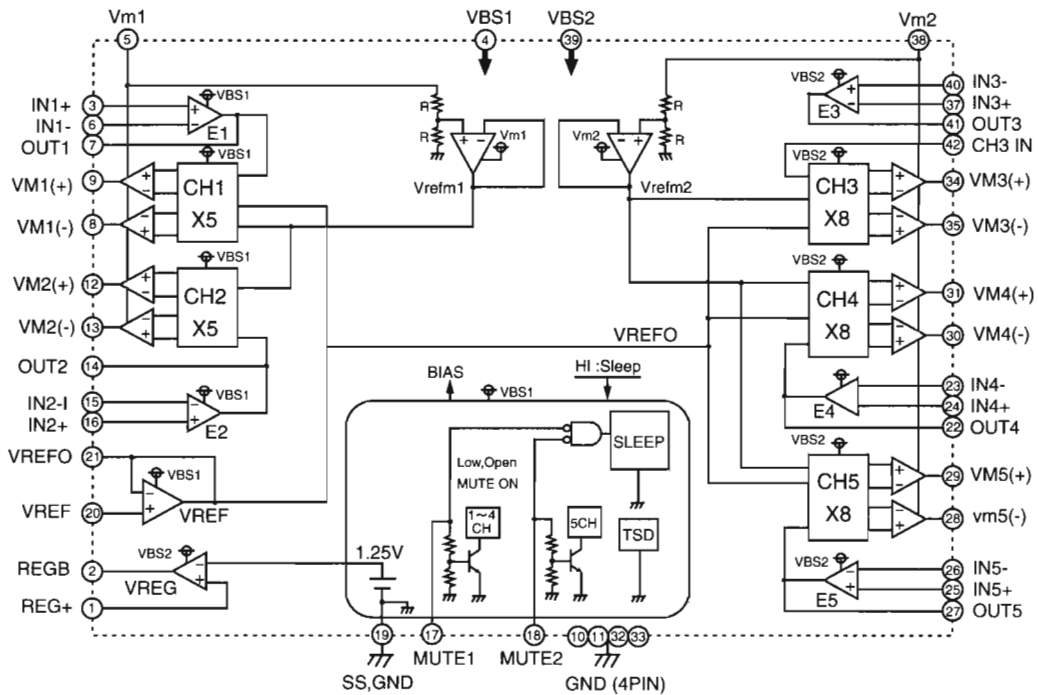 Vm1 VBS1 VBS2 Vm2
5 4 39 38
IN1+ 3
IN1- 6
OUT1 7
VBS1
+
-
E1
VM1(+) 9
VM1(-) 8
VBS1
CH1
X5
- +
+ -
VM2(+) 12
VM2(-) 13
VBS1
CH2
X5
- +
- +
OUT2 14
IN2-I 15
IN2+ 16
VBS1
-
+
E2
VREFO 21
VREF 20
VBS1
-
+
VREF
REGB 2
REG+ 1
VBS2
-
+
VREG
R
R
+ -
Vm1
Vrefm1
R
R
- +
Vm2
Vrefm2
VREFO
BIAS
VBS1
HI :Sleep
SLEEP
Low,Open
MUTE ON
1~4
CH
5CH
TSD
1.25V
19
SS,GND
17
MUTE1
18
MUTE2
10 11 32 33
GND (4PIN)
VBS2
+
-
E3
40 IN3-
37 IN3+
41 OUT3
42 CH3 IN
VBS2
CH3
X8
+ -
- +
34 VM3(+)
35 VM3(-)
VBS2
CH4
X8
+ -
- +
31 VM4(+)
30 VM4(-)
E4
-
+
23 IN4-
24 IN4+
22 OUT4
VBS2
CH5
X8
+ -
- +
29 VM5(+)
28 vm5(-)
VBS2
-
+
E5
26 IN5-
25 IN5+
27 OUT5